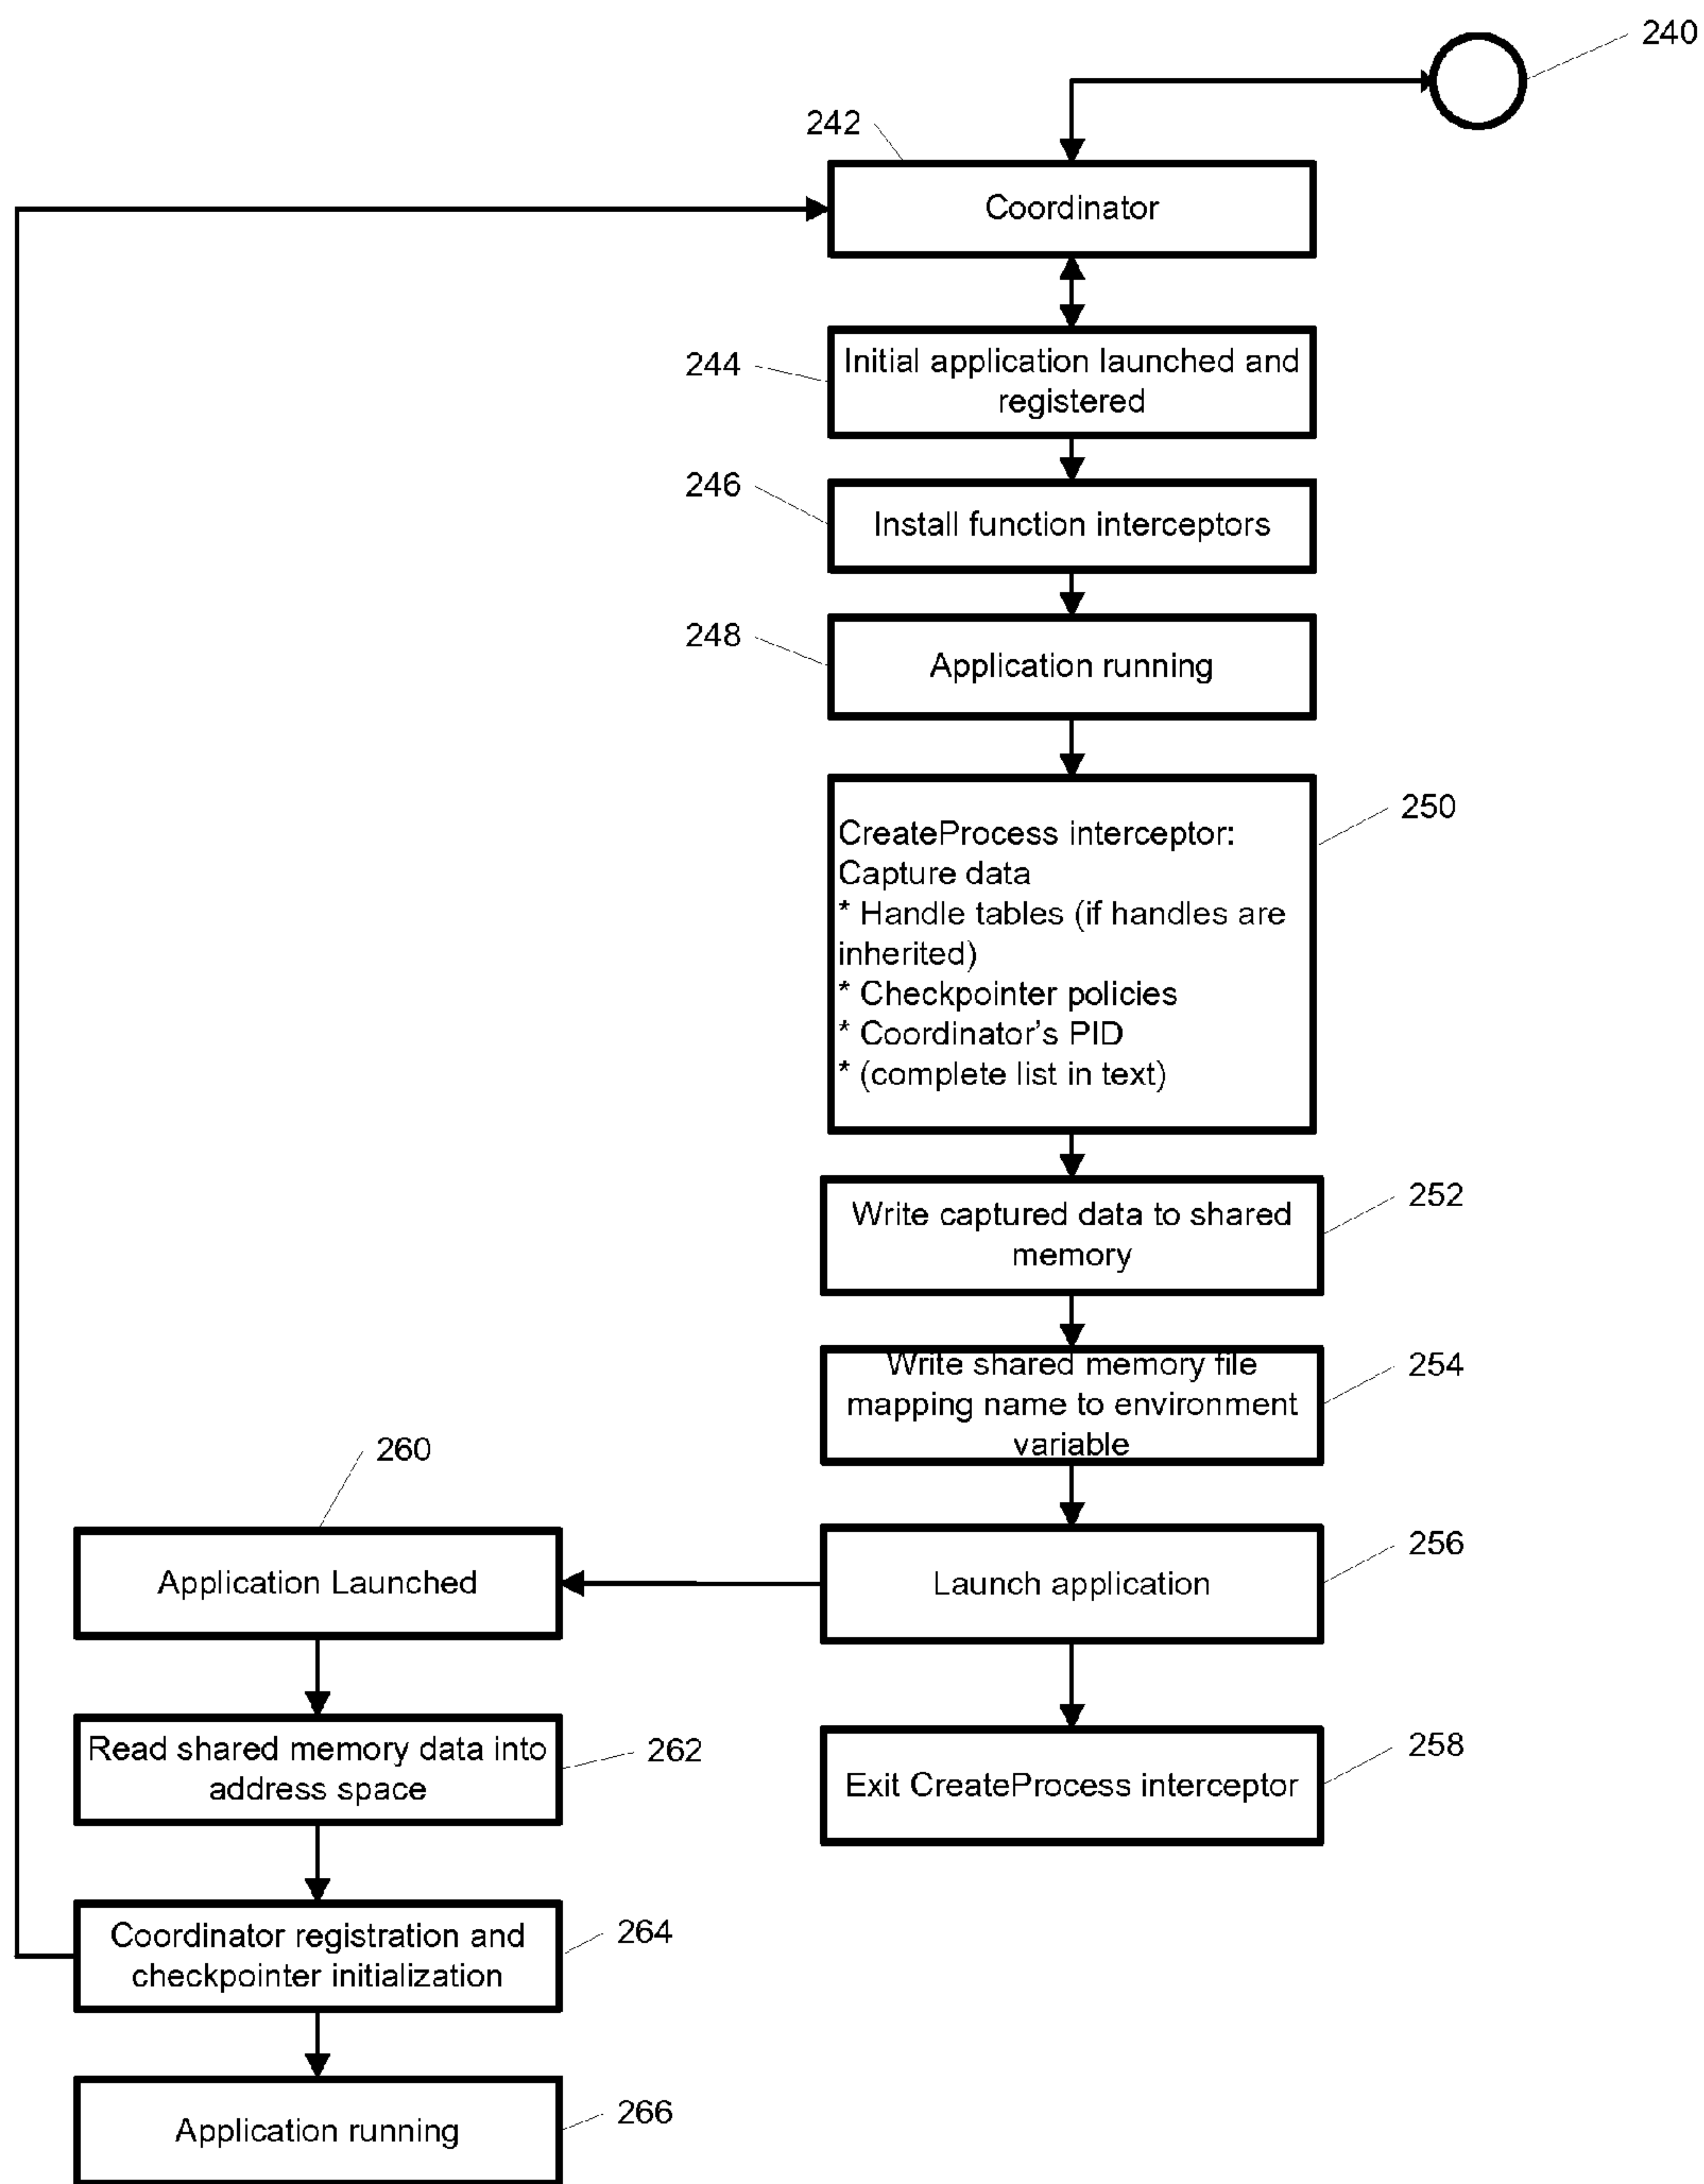 240
242
Coordinator
244
Initial application launched and
registered
246
Install function interceptors
248
Application running
250
CreateProcess interceptor:
Capture data
* Handle tables (if handles are
inherited)
* Checkpointer policies
* Coordinator's PID
* (complete list in text)
252
Write captured data to shared
memory
254
Write shared memory file
mapping name to environment
variable
256
Launch application
258
Exit CreateProcess interceptor
260
Application Launched
262
Read shared memory data into
address space
264
Coordinator registration and
checkpointer initialization
266
Application running